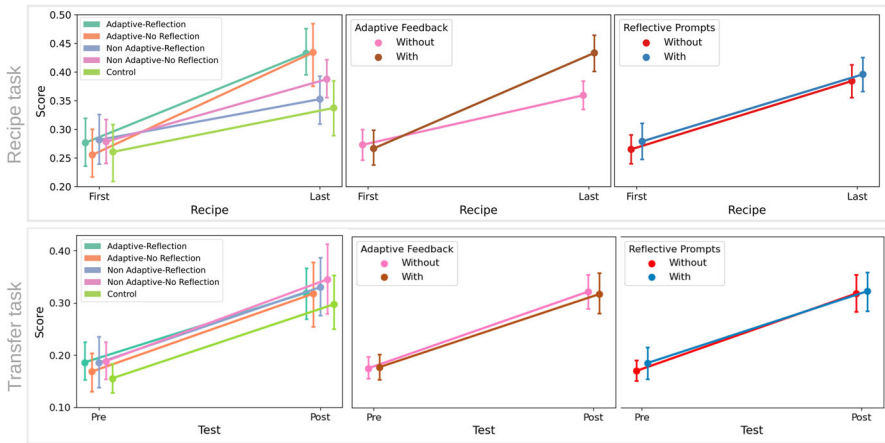 Recipe task
Score
0.50
0.45
0.40
0.35
0.30
0.25
0.20
Adaptive-Reflection
Adaptive-No Reflection
Non Adaptive-Reflection
Non Adaptive-No Reflection
Control
First
Last
Recipe
Adaptive Feedback
Without
With
First
Last
Recipe
Reflective Prompts
Without
With
First
Last
Recipe
Transfer task
Score
0.40
0.30
0.20
0.10
Adaptive-Reflection
Adaptive-No Reflection
Non Adaptive-Reflection
Non Adaptive-No Reflection
Control
Pre
Post
Test
Adaptive Feedback
Without
With
Pre
Post
Test
Reflective Prompts
Without
With
Pre
Post
Test